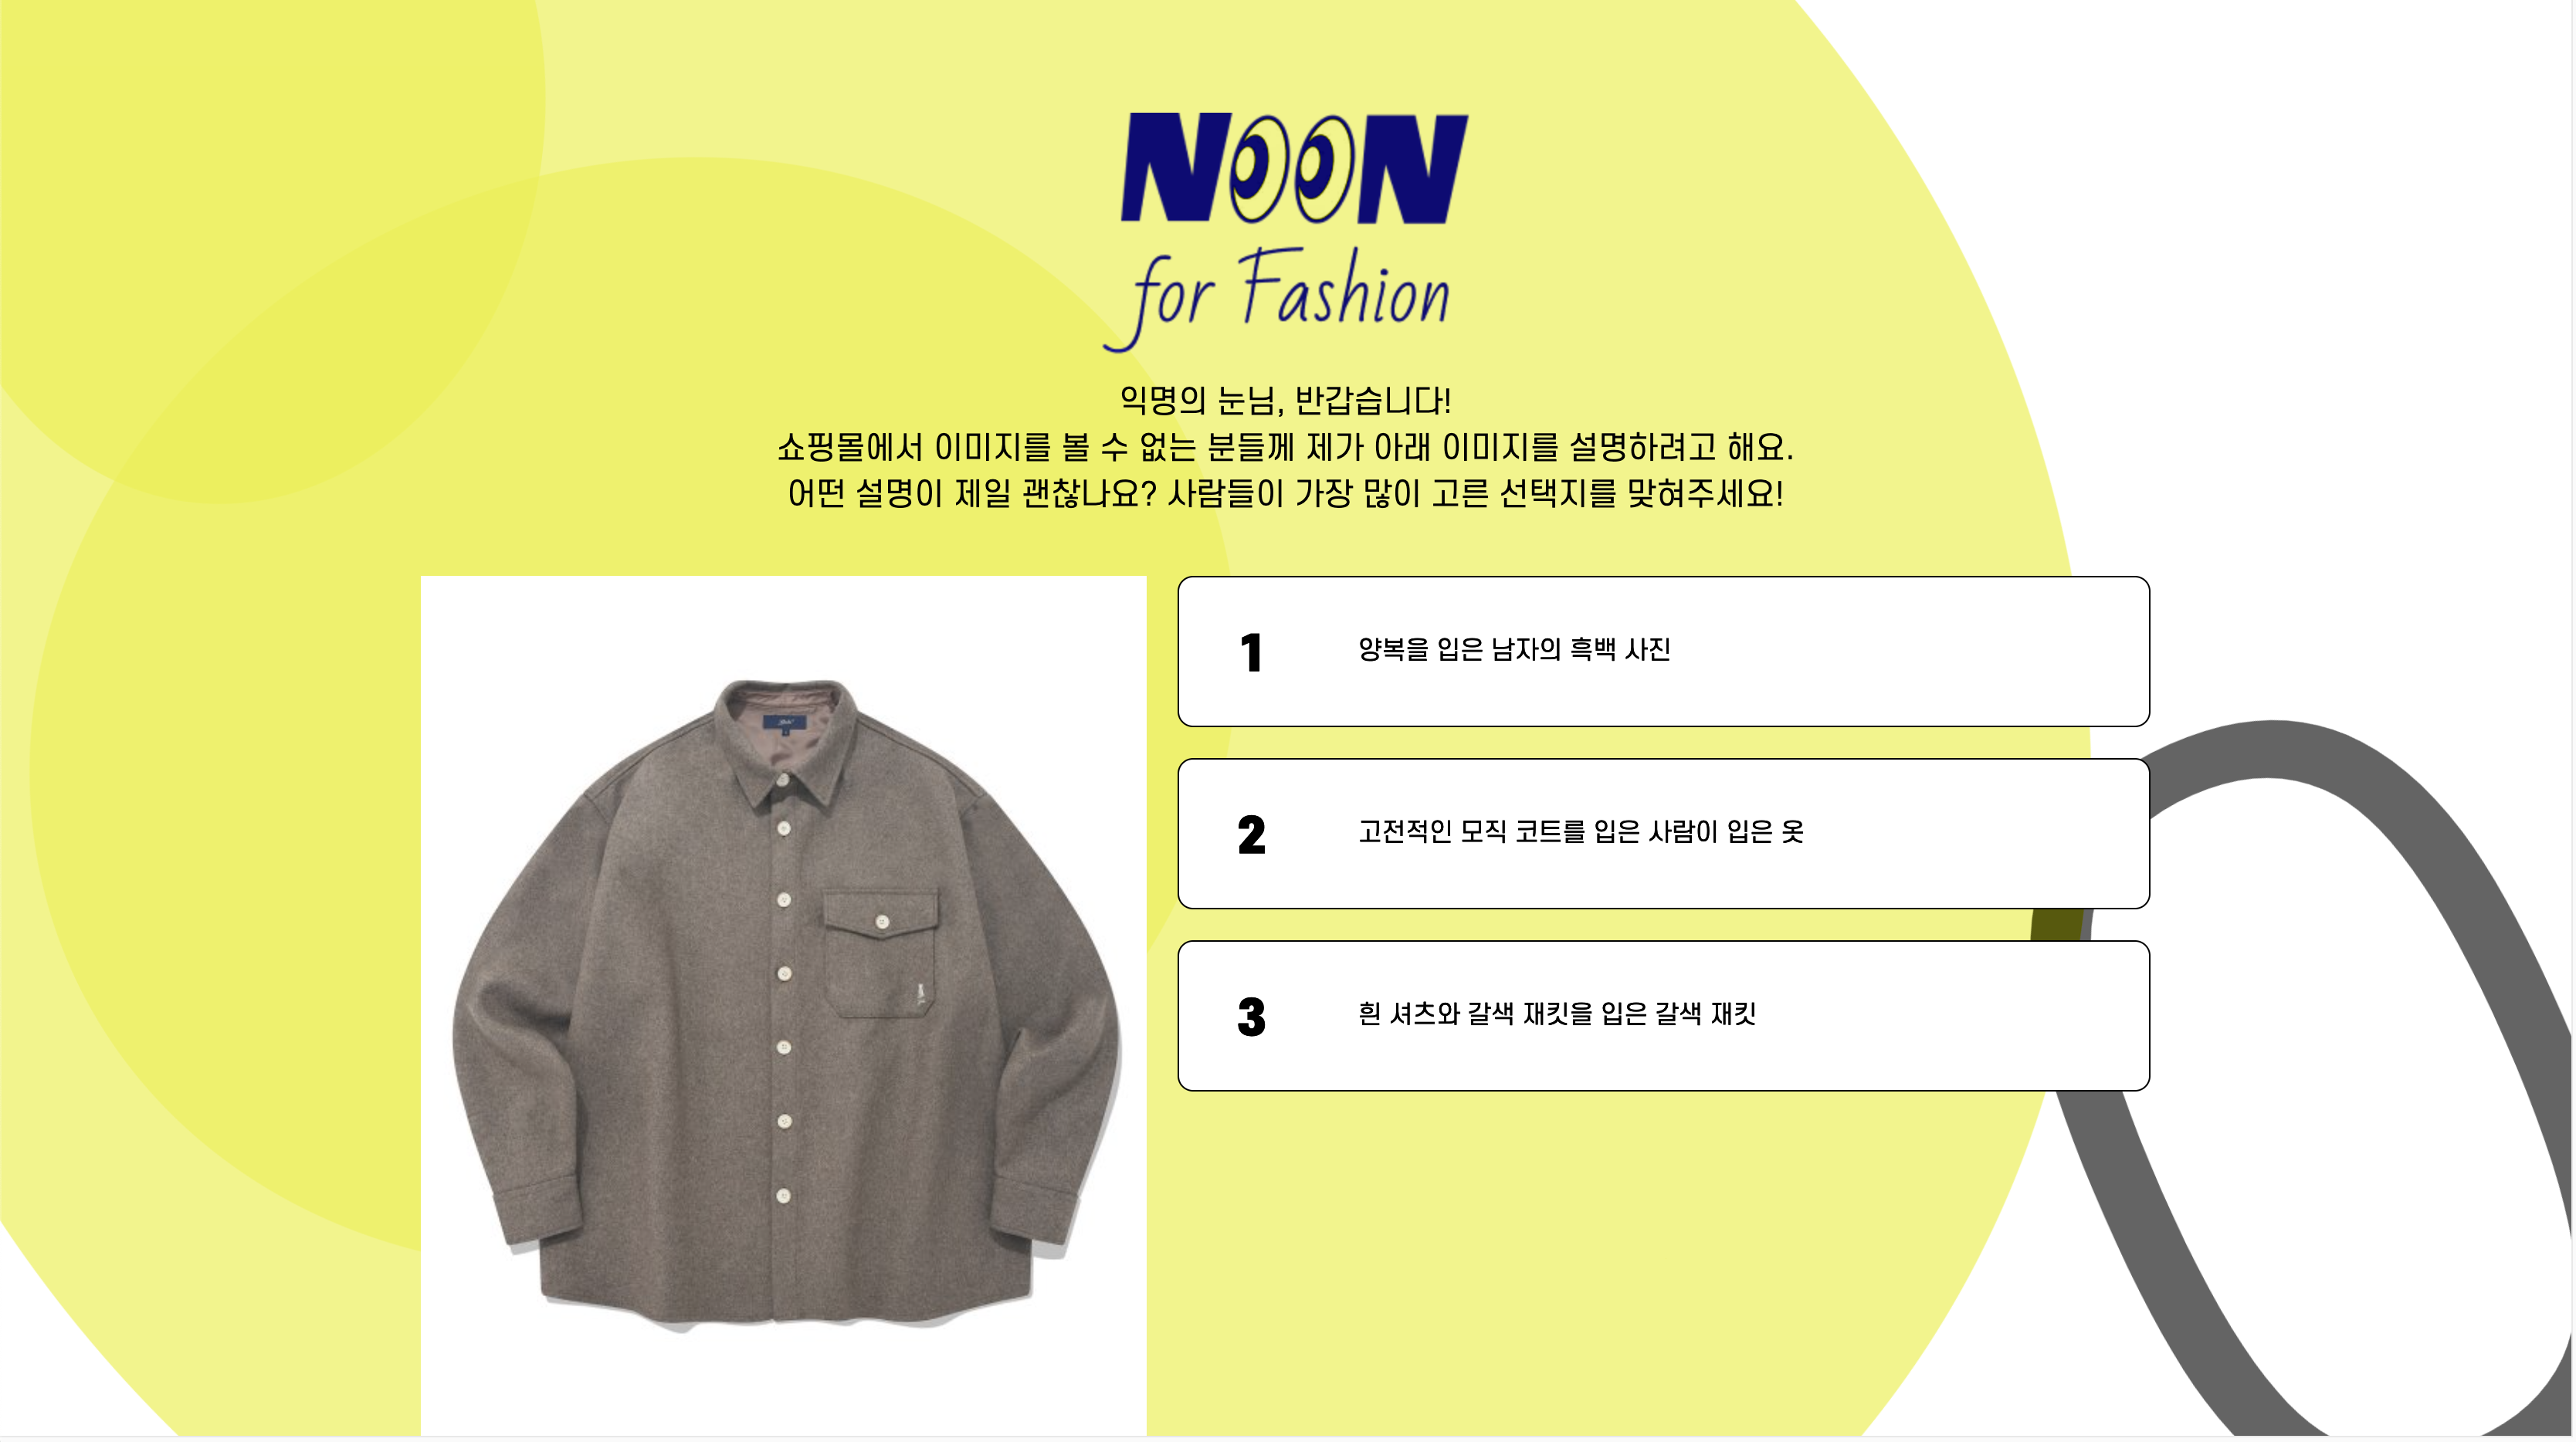 NOON
for Fashion
익명의 눈님, 반갑습니다!
쇼핑몰에서 이미지를 볼 수 없는 분들께 제가 아래 이미지를 설명하려고 해요.
어떤 설명이 제일 괜찮나요? 사람들이 가장 많이 고른 선택지를 맞혀주세요!
1 양복을 입은 남자의 흑백 사진
2 고전적인 모직 코트를 입은 사람이 입은 옷
3 흰 셔츠와 갈색 재킷을 입은 갈색 재킷